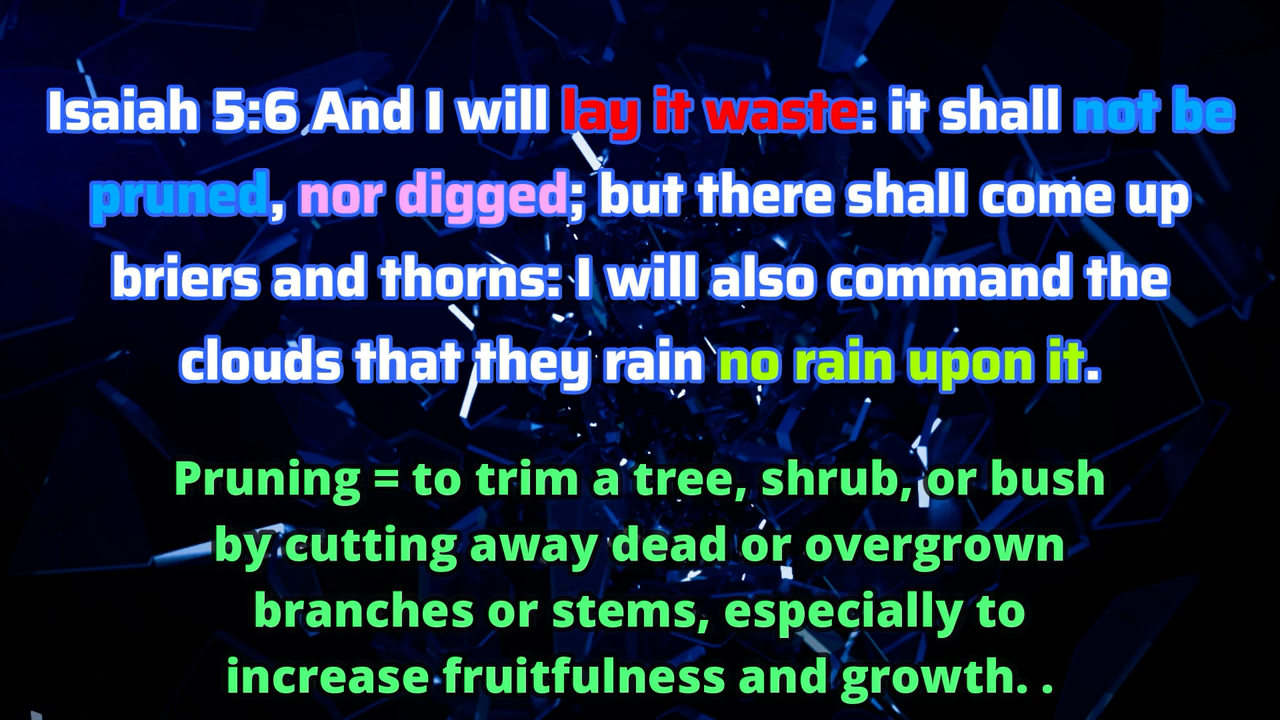 Isaiah 5:6 And I will lay it waste: it shall not be
pruned, nor digged; but there shall come up
briers and thorns: I will also command the
clouds that they rain no rain upon it.
Pruning = to trim a tree, shrub, or bush
by cutting away dead or overgrown
branches or stems, especially to
increase fruitfulness and growth. .